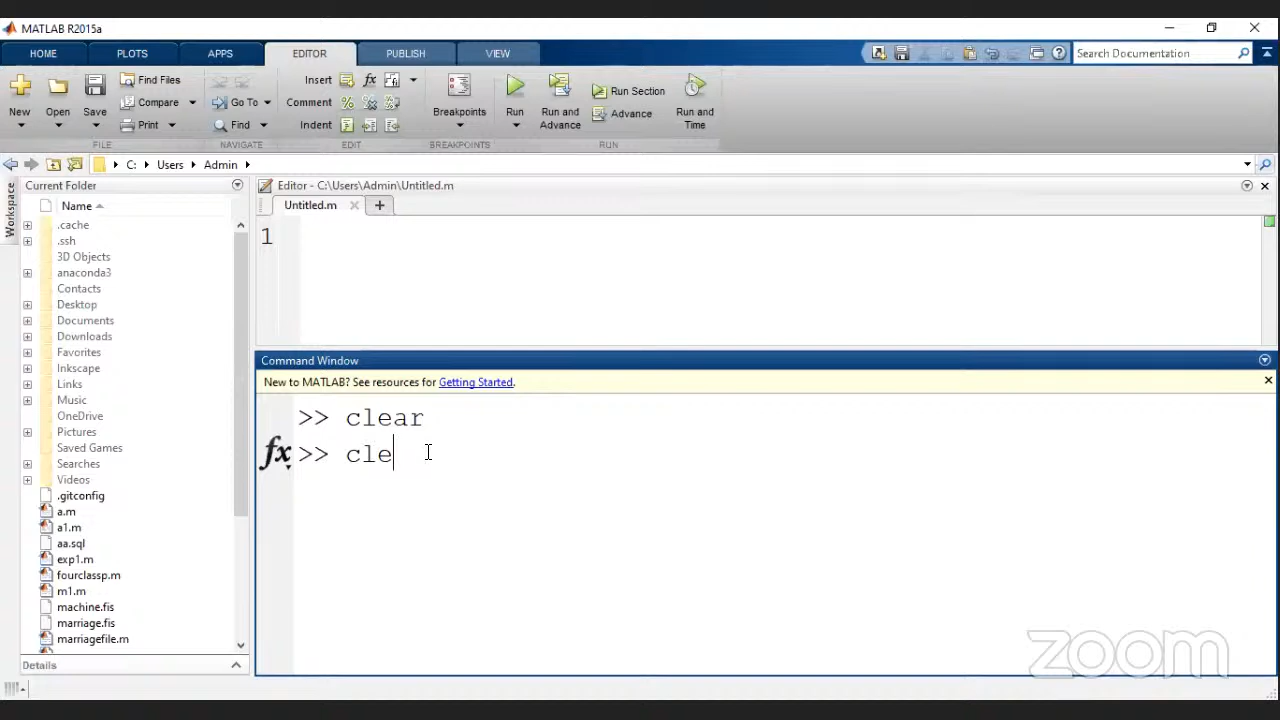 MATLAB R2015a
HOME PLOTS APPS EDITOR PUBLISH VIEW Search Documentation
New Open Save Find Files Compare Print
Go To Find
Insert Comment Indent
Breakpoints
Run Run and Advance Run Section Advance Run and Time
FILE NAVIGATE EDIT BREAKPOINTS RUN
C: Users Admin
Workspace
Current Folder
Name
.cache
.ssh
3D Objects
anaconda3
Contacts
Desktop
Documents
Downloads
Favorites
Inkscape
Links
Music
OneDrive
Pictures
Saved Games
Searches
Videos
.gitconfig
a.m
a1.m
aa.sql
exp1.m
fourclassp.m
m1.m
machine.fis
marriage.fis
marriagefile.m
Details
Editor - C:\Users\Admin\Untitled.m
Untitled.m +
1
Command Window
New to MATLAB? See resources for Getting Started.
>> clear
fx >> cle
zoom